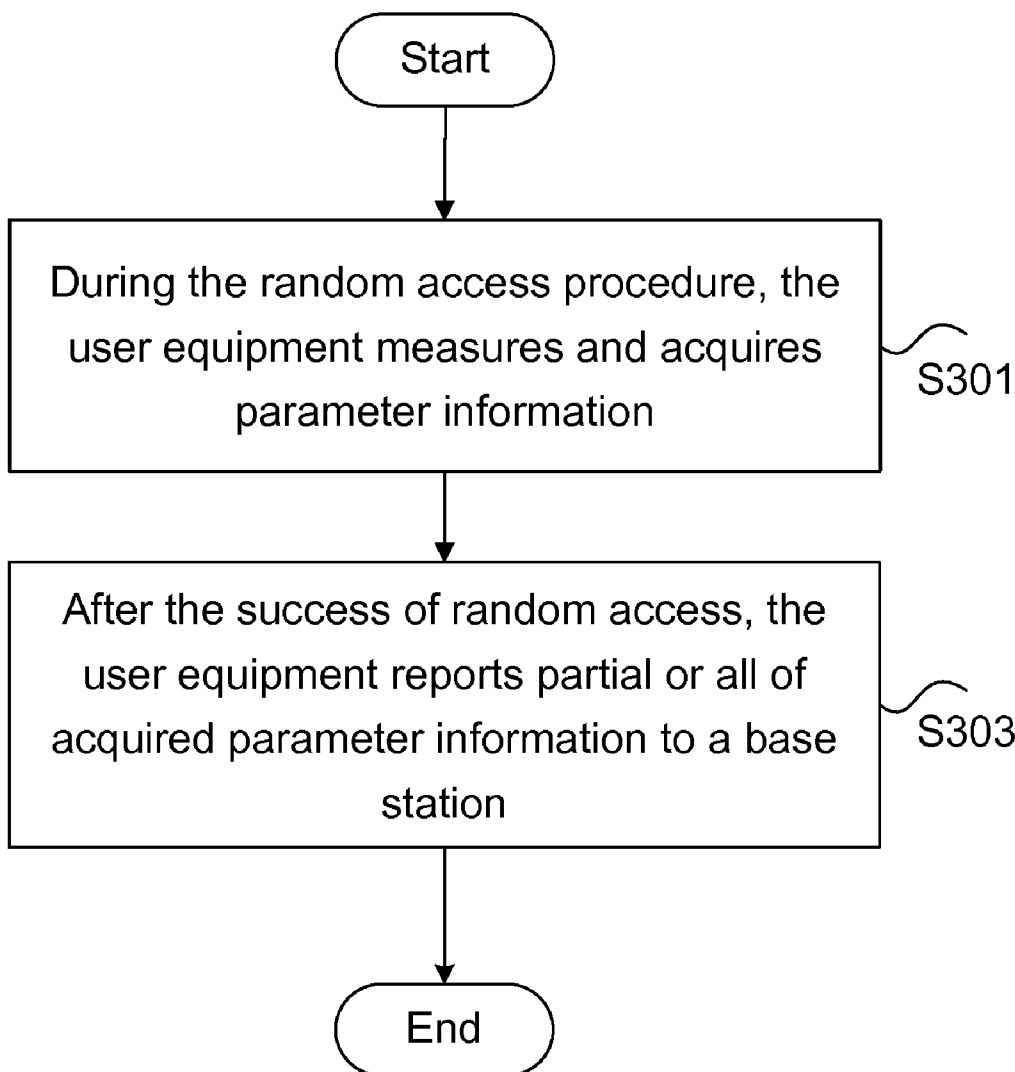 Start
During the random access procedure, the
user equipment measures and acquires
parameter information
S301
After the success of random access, the
user equipment reports partial or all of
acquired parameter information to a base
station
S303
End